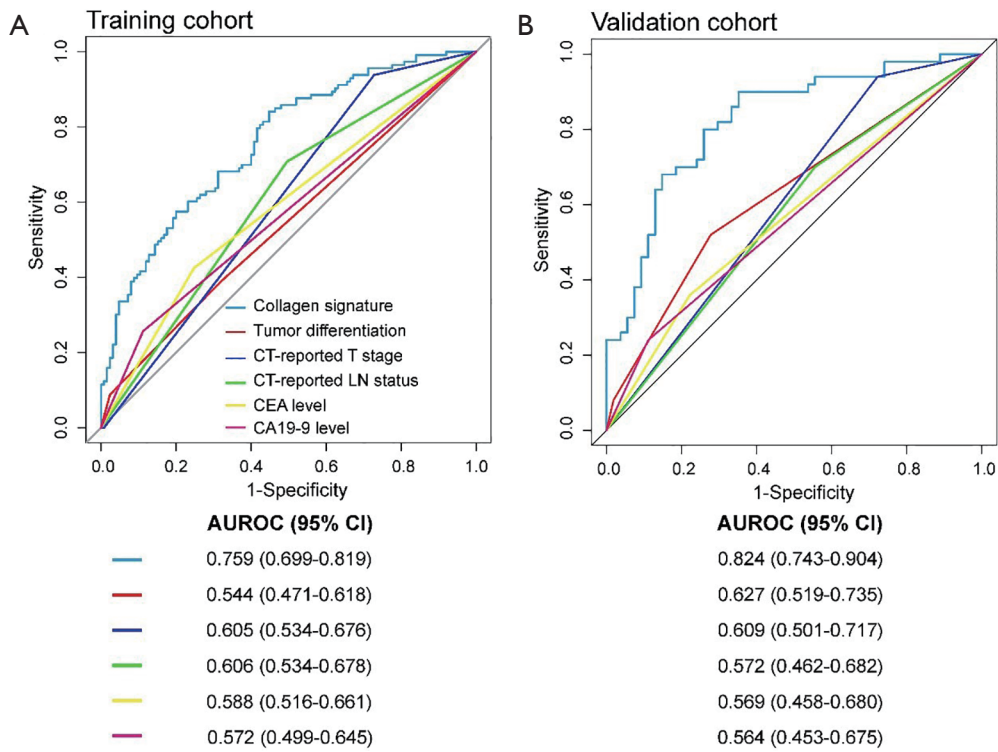 A Training cohort
1.0
0.8
0.6
0.4
0.2
0.0
Sensitivity
Collagen signature
Tumor differentiation
CT-reported T stage
CT-reported LN status
CEA level
CA19-9 level
0.0 0.2 0.4 0.6 0.8 1.0
1-Specificity
AUROC (95% CI)
0.759 (0.699-0.819)
0.544 (0.471-0.618)
0.605 (0.534-0.676)
0.606 (0.534-0.678)
0.588 (0.516-0.661)
0.572 (0.499-0.645)
B Validation cohort
1.0
0.8
0.6
0.4
0.2
0.0
Sensitivity
0.0 0.2 0.4 0.6 0.8 1.0
1-Specificity
AUROC (95% CI)
0.824 (0.743-0.904)
0.627 (0.519-0.735)
0.609 (0.501-0.717)
0.572 (0.462-0.682)
0.569 (0.458-0.680)
0.564 (0.453-0.675)